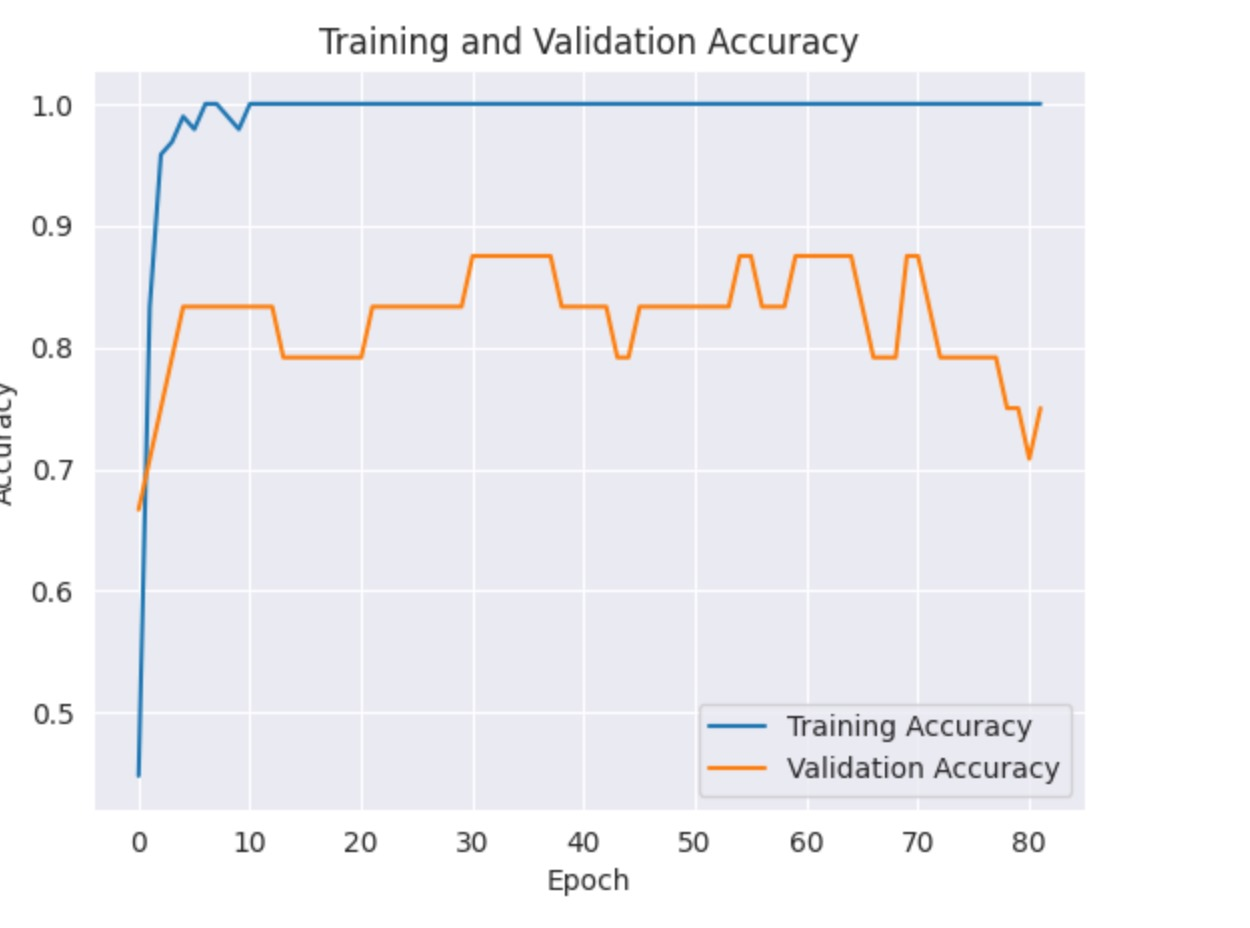 Training and Validation Accuracy
1.0
0.9
0.8
0.7
0.6
0.5
Accuracy
Training Accuracy
Validation Accuracy
0 10 20 30 40 50 60 70 80
Epoch